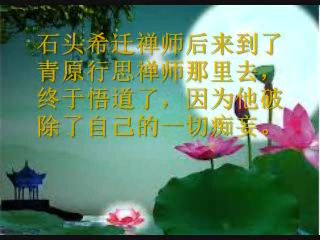 石头希迁禅师后来到了
青原行思禅师那里去，
终于悟道了，因为他破
除了自己的一切痴妄。